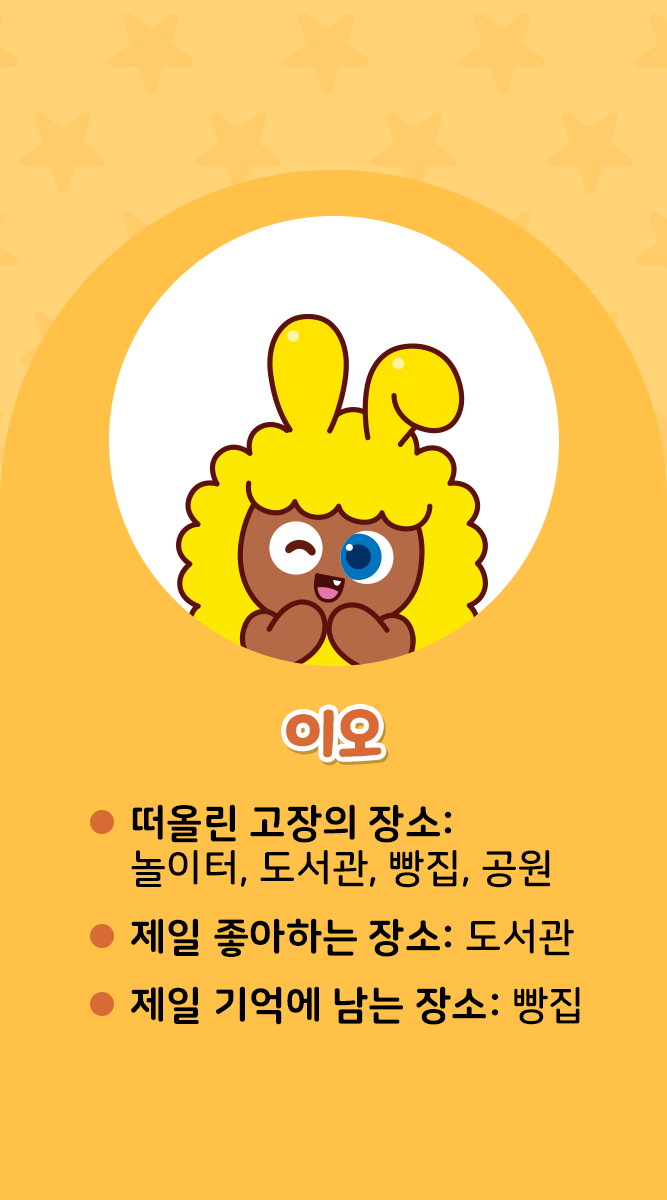 이오
떠올린 고장의 장소:
놀이터, 도서관, 빵집, 공원
제일 좋아하는 장소: 도서관
제일 기억에 남는 장소: 빵집